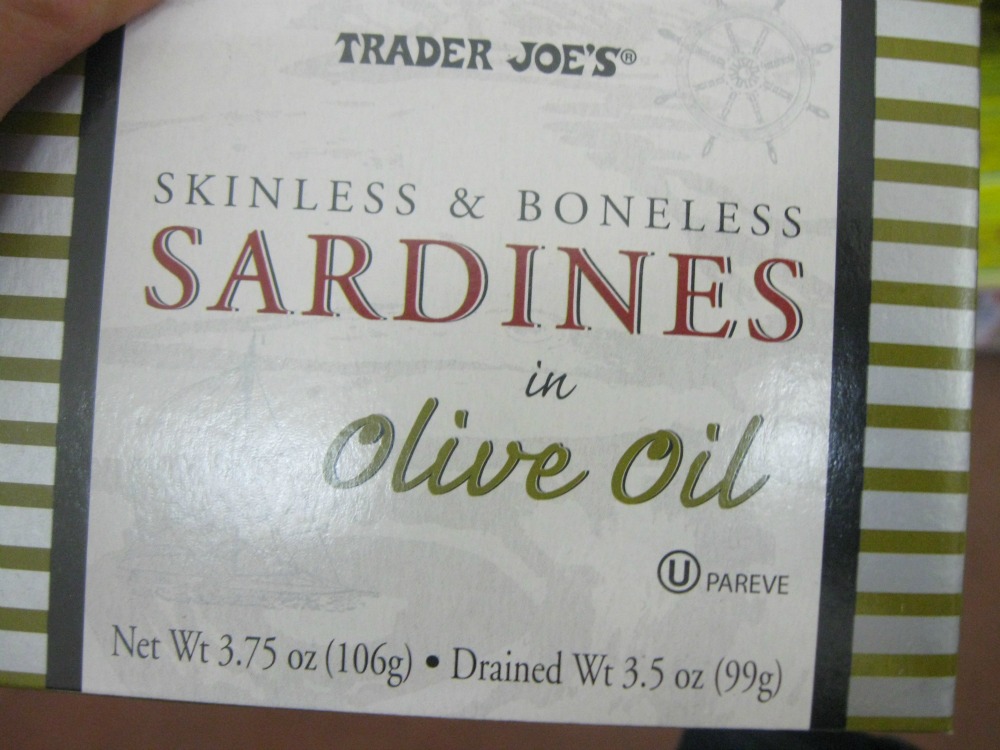 TRADER JOE'S®
SKINLESS & BONELESS
SARDINES
in
Olive Oil
U PAREVE
Net Wt 3.75 oz (106g) • Drained Wt 3.5 oz (99g)